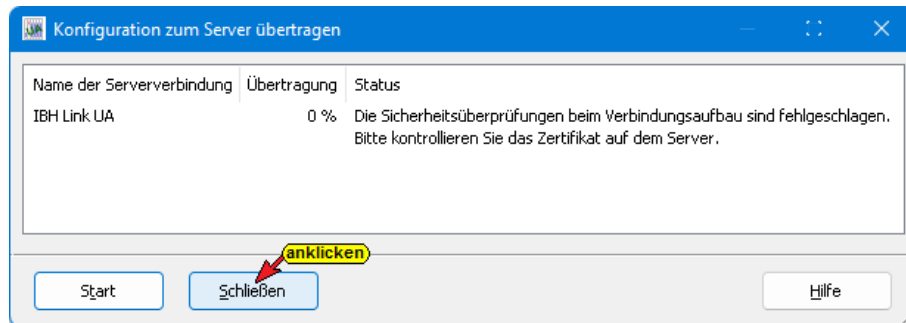 Konfiguration zum Server übertragen
Name der Serververbindung Übertragung Status
IBH Link UA 0 % Die Sicherheitsüberprüfungen beim Verbindungsaufbau sind fehlgeschlagen.
Bitte kontrollieren Sie das Zertifikat auf dem Server.
anklicken
Start Schließen Hilfe